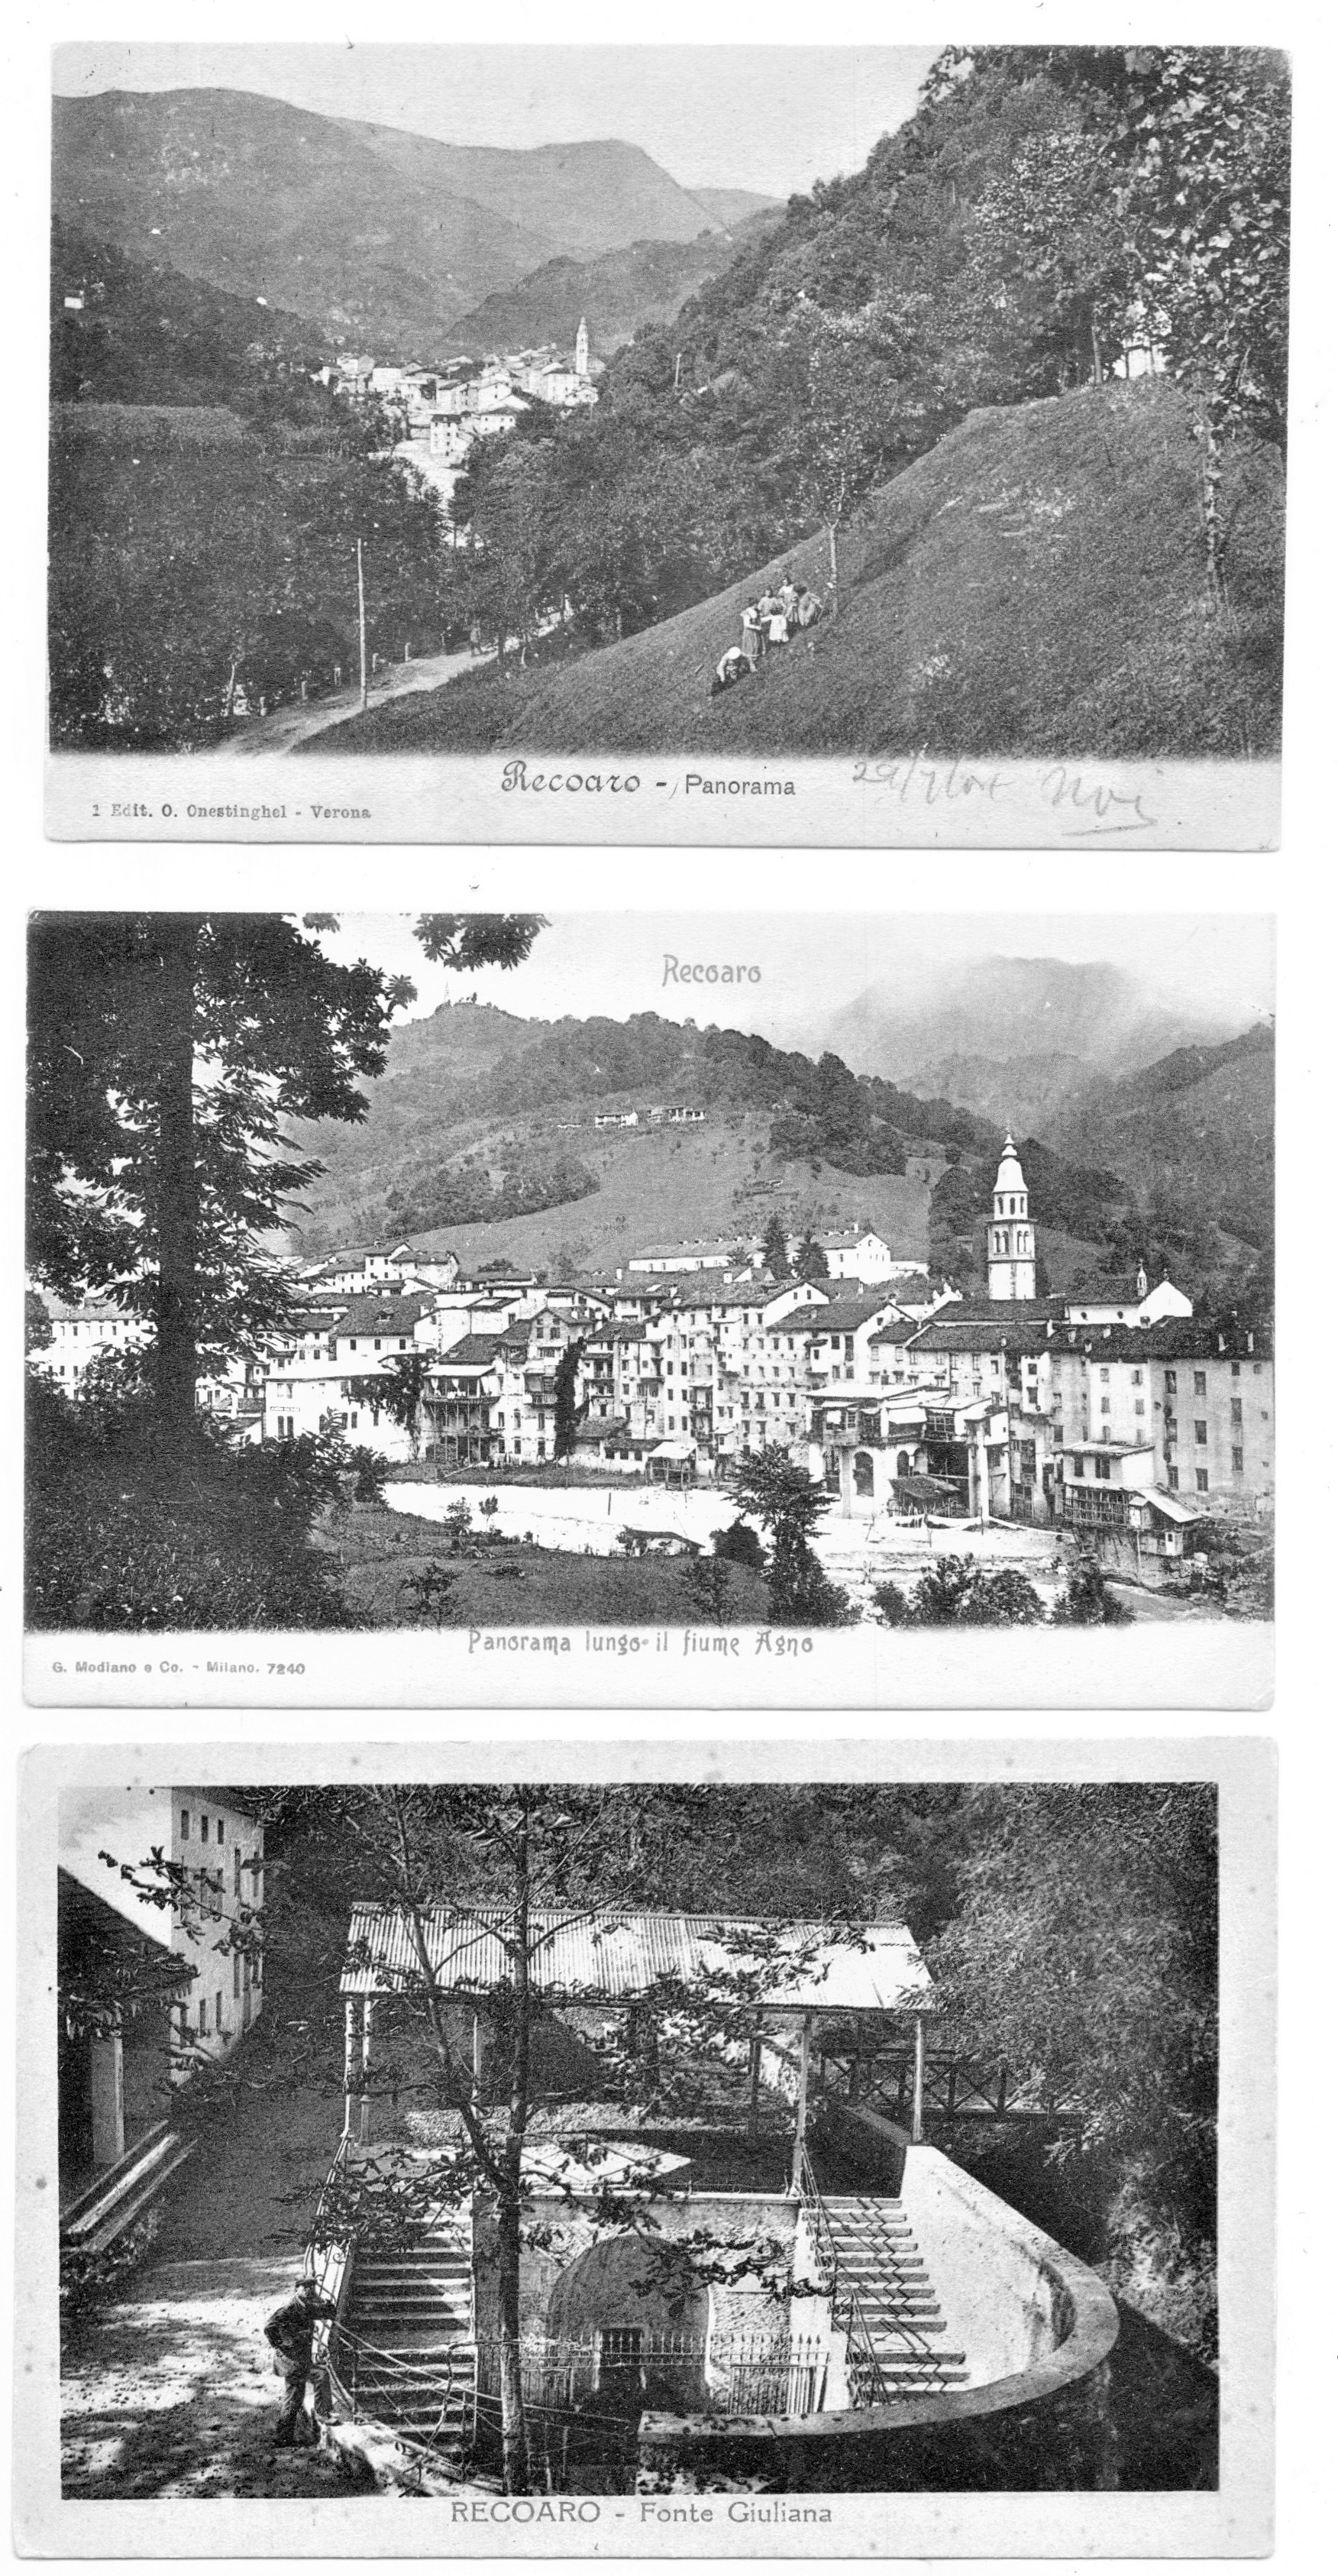 Recoaro - Panorama
1 Edit. O. Onestinghel - Verona
Recoaro
Panorama lungo il fiume Agno
G. Modiano e Co. - Milano. 7240
RECOARO - Fonte Giuliana